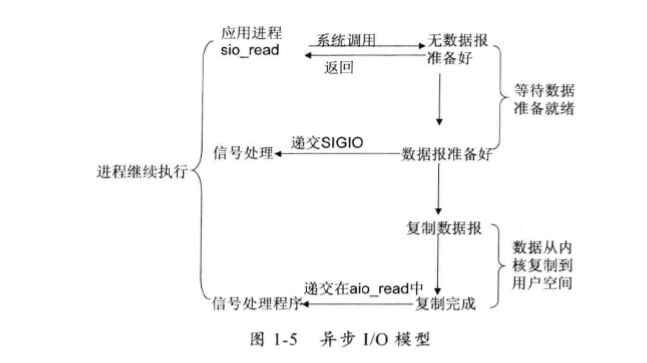 应用进程
sio_read
系统调用
返回
无数据报
准备好
等待数据
准备就绪
信号处理
递交SIGIO
数据报准备好
进程继续执行
复制数据报
数据从内
核复制到
用户空间
信号处理程序
递交在aio_read中
复制完成
图 1-5 异步 I/O 模型